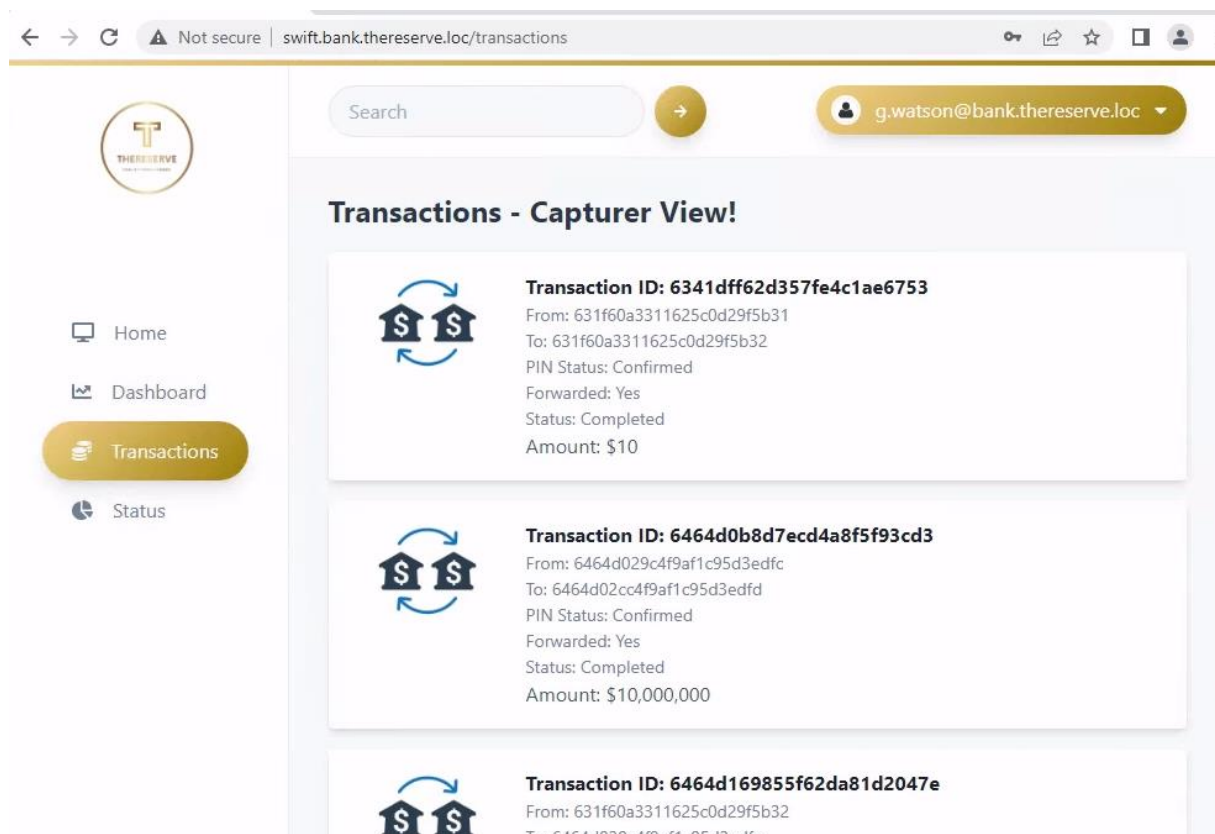 Not secure | swift.bank.thereserve.loc/transactions
Search
g.watson@bank.thereserve.loc
THERESERVE
Transactions - Capturer View!
Home
Dashboard
Transactions
Status
Transaction ID: 6341dff62d357fe4c1ae6753
From: 631f60a3311625c0d29f5b31
To: 631f60a3311625c0d29f5b32
PIN Status: Confirmed
Forwarded: Yes
Status: Completed
Amount: $10
Transaction ID: 6464d0b8d7ecd4a8f5f93cd3
From: 6464d029c4f9af1c95d3edfc
To: 6464d02cc4f9af1c95d3edfd
PIN Status: Confirmed
Forwarded: Yes
Status: Completed
Amount: $10,000,000
Transaction ID: 6464d169855f62da81d2047e
From: 631f60a3311625c0d29f5b32